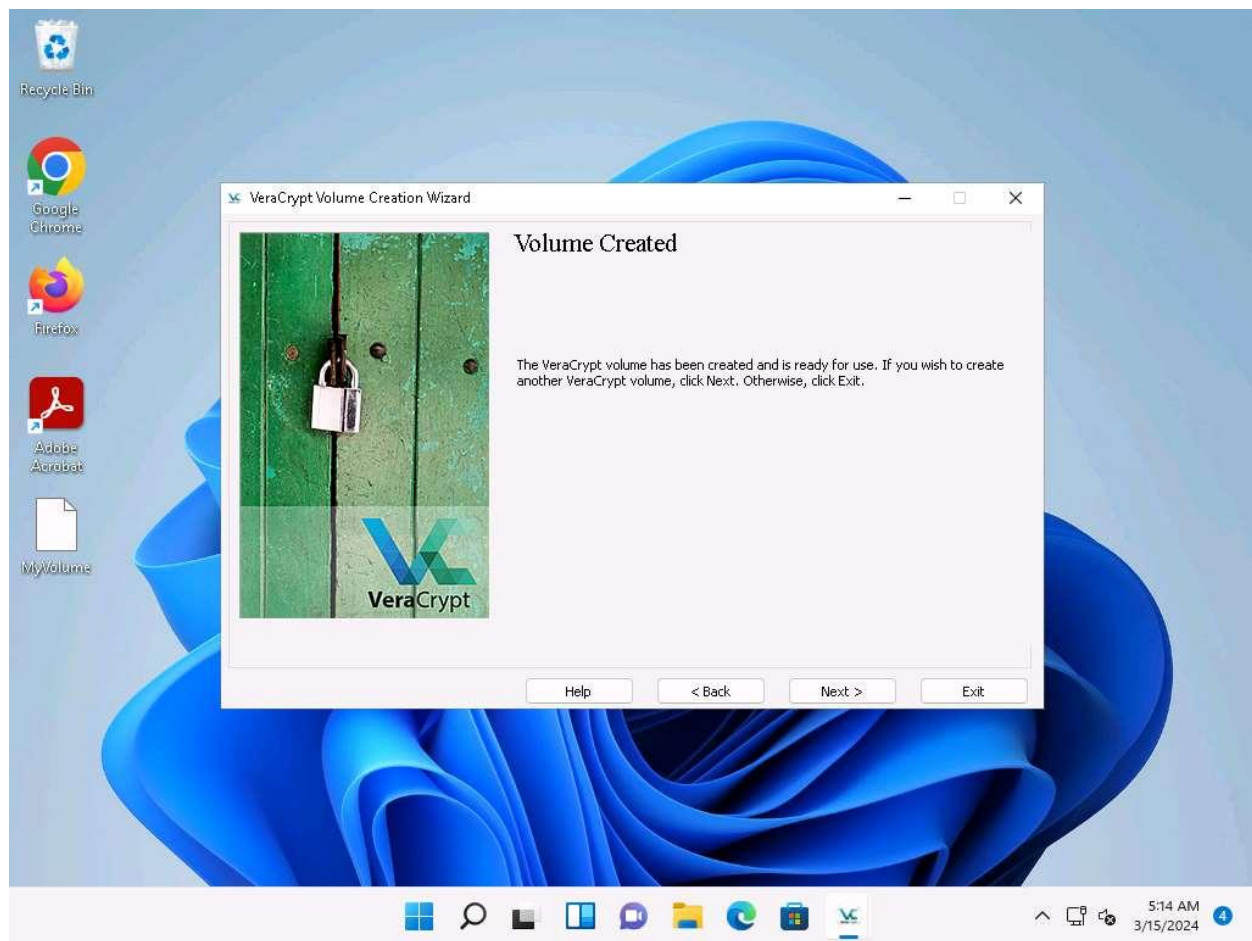 Recycle Bin
Google
Chrome
Firefox
Adobe
Acrobat
MyVolume
VeraCrypt Volume Creation Wizard
Volume Created
The VeraCrypt volume has been created and is ready for use. If you wish to create
another VeraCrypt volume, click Next. Otherwise, click Exit.
VeraCrypt
Help
< Back
Next >
Exit
5:14 AM
3/15/2024
4